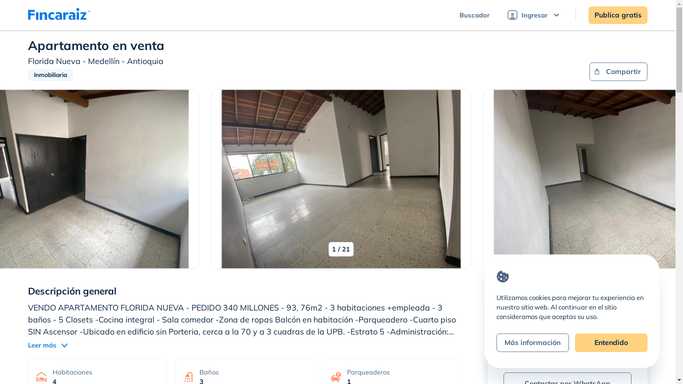 Fincaraiz
Buscador
Ingresar
Publica gratis
Apartamento en venta
Florida Nueva - Medellín - Antioquia
Inmobiliaria
Compartir
1 / 21
Descripción general
VENDO APARTAMENTO FLORIDA NUEVA - PEDIDO 340 MILLONES - 93, 76m2 - 3 habitaciones +empleada - 3
baños - 5 Closets -Cocina integral - Sala comedor -Zona de ropas Balcón en habitación -Parqueadero -Cuarto piso
SIN Ascensor -Ubicado en edificio sin Porteria, cerca a la 70 y a 3 cuadras de la UPB. -Estrato 5 -Administración:...
Leer más
Habitaciones
4
Baños
3
Parqueaderos
1
Utilizamos cookies para mejorar tu experiencia en
nuestro sitio web. Al continuar en el sitio
consideramos que aceptas su uso.
Más información
Entendido
Contactar por WhatsApp